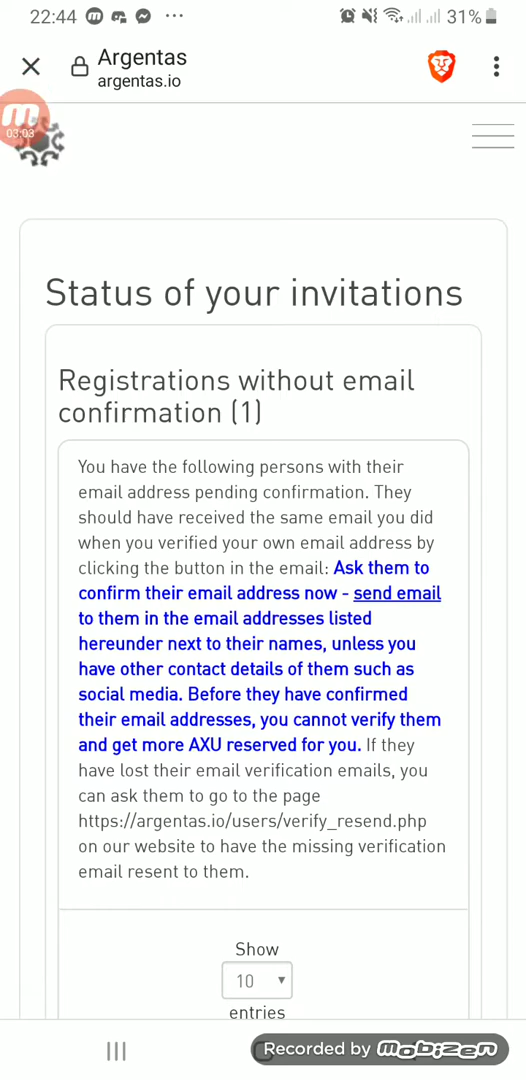 22:44 31%
Argentas
argentas.io
03:03
Status of your invitations
Registrations without email
confirmation (1)
You have the following persons with their
email address pending confirmation. They
should have received the same email you did
when you verified your own email address by
clicking the button in the email: Ask them to
confirm their email address now - send email
to them in the email addresses listed
hereunder next to their names, unless you
have other contact details of them such as
social media. Before they have confirmed
their email addresses, you cannot verify them
and get more AXU reserved for you. If they
have lost their email verification emails, you
can ask them to go to the page
https://argentas.io/users/verify_resend.php
on our website to have the missing verification
email resent to them.
Show
10
entries
Recorded by mobizen